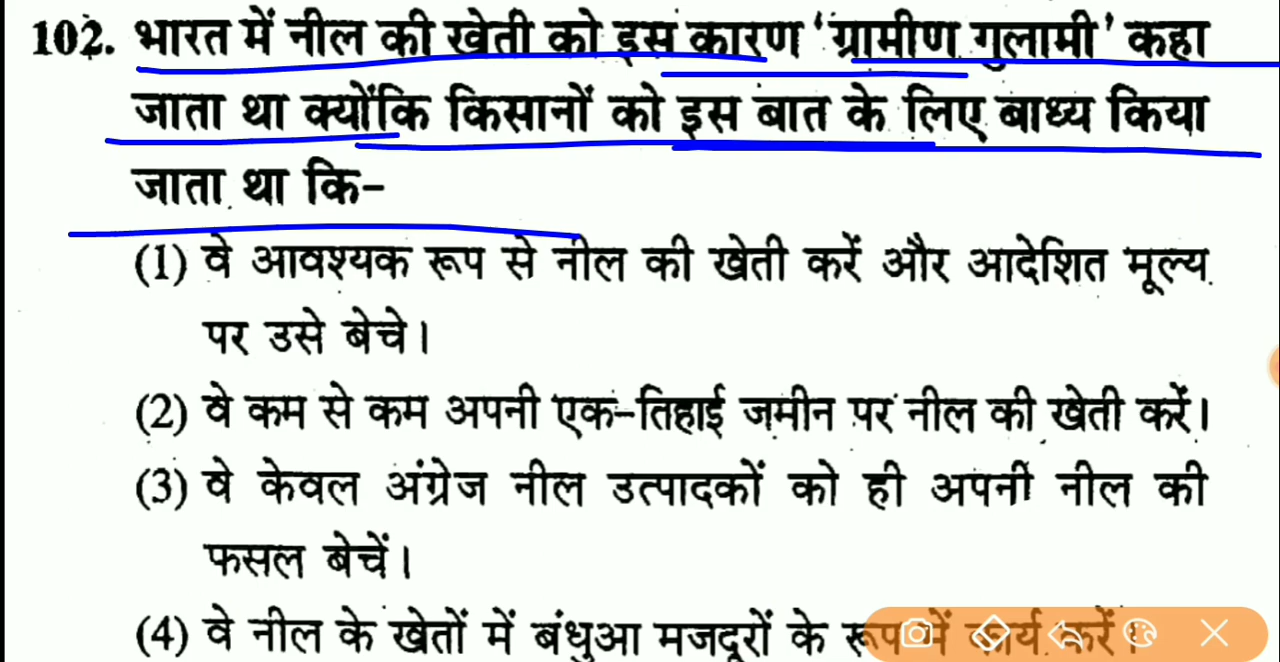 102. भारत में नील की खेती को इस कारण ‘ग्रामीण गुलामी’ कहा
जाता था क्योंकि किसानों को इस बात के लिए बाध्य किया
जाता था कि-
(1) वे आवश्यक रूप से नील की खेती करें और आदेशित मूल्य
पर उसे बेचे।
(2) वे कम से कम अपनी एक-तिहाई जमीन पर नील की खेती करें।
(3) वे केवल अंग्रेज नील उत्पादकों को ही अपनी नील की
फसल बेचें।
(4) वे नील के खेतों में बंधुआ मजदूरों के रूप में कार्य करें।